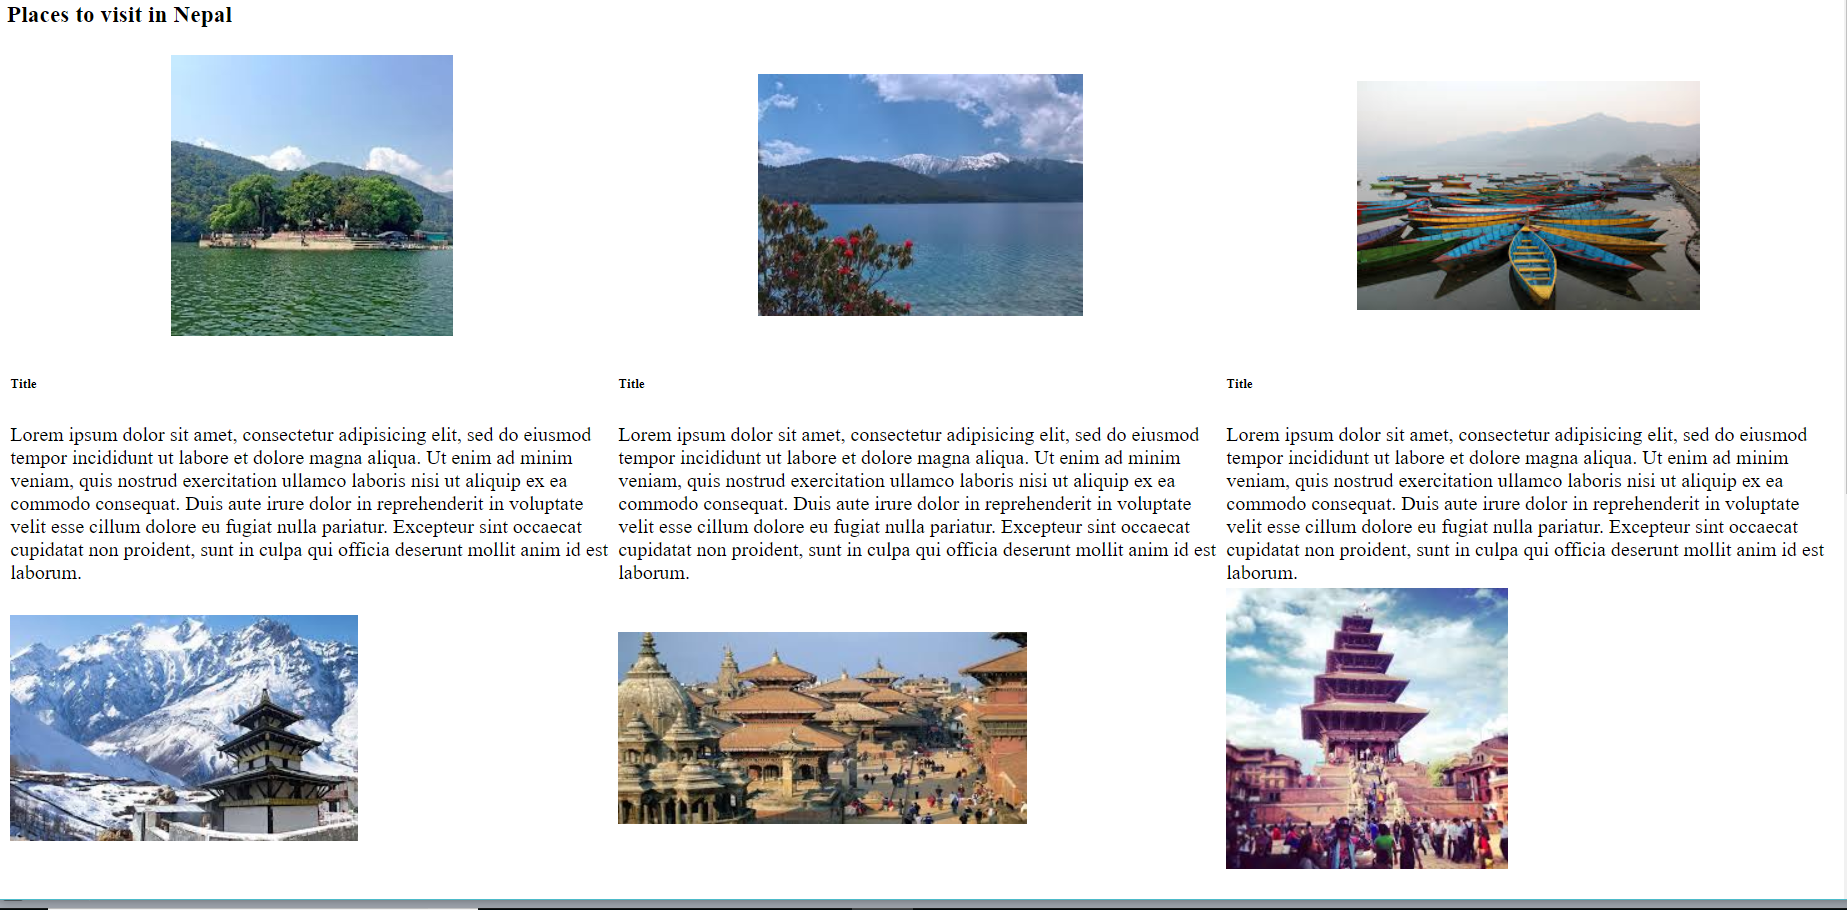 Places to visit in Nepal
Title
Lorem ipsum dolor sit amet, consectetur adipisicing elit, sed do eiusmod
tempor incididunt ut labore et dolore magna aliqua. Ut enim ad minim
veniam, quis nostrud exercitation ullamco laboris nisi ut aliquip ex ea
commodo consequat. Duis aute irure dolor in reprehenderit in voluptate
velit esse cillum dolore eu fugiat nulla pariatur. Excepteur sint occaecat
cupidatat non proident, sunt in culpa qui officia deserunt mollit anim id est
laborum.
Title
Lorem ipsum dolor sit amet, consectetur adipisicing elit, sed do eiusmod
tempor incididunt ut labore et dolore magna aliqua. Ut enim ad minim
veniam, quis nostrud exercitation ullamco laboris nisi ut aliquip ex ea
commodo consequat. Duis aute irure dolor in reprehenderit in voluptate
velit esse cillum dolore eu fugiat nulla pariatur. Excepteur sint occaecat
cupidatat non proident, sunt in culpa qui officia deserunt mollit anim id est
laborum.
Title
Lorem ipsum dolor sit amet, consectetur adipisicing elit, sed do eiusmod
tempor incididunt ut labore et dolore magna aliqua. Ut enim ad minim
veniam, quis nostrud exercitation ullamco laboris nisi ut aliquip ex ea
commodo consequat. Duis aute irure dolor in reprehenderit in voluptate
velit esse cillum dolore eu fugiat nulla pariatur. Excepteur sint occaecat
cupidatat non proident, sunt in culpa qui officia deserunt mollit anim id est
laborum.